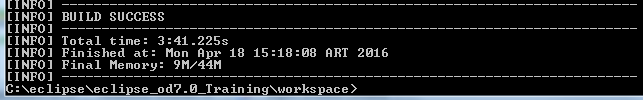 [INFO] ------------------------------------------------------------------------
[INFO] BUILD SUCCESS
[INFO] ------------------------------------------------------------------------
[INFO] Total time: 3:41.225s
[INFO] Finished at: Mon Apr 18 15:18:08 ART 2016
[INFO] Final Memory: 9M/44M
[INFO] ------------------------------------------------------------------------
C:\eclipse\eclipse_od7.0_Training\workspace>